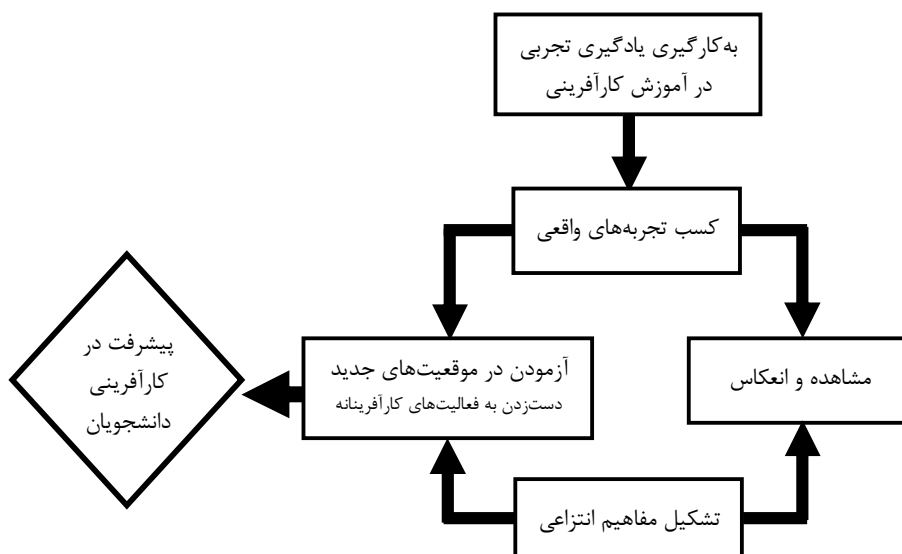 به‌کارگیری یادگیری تجربی
در آموزش کارآفرینی
کسب تجربه‌های واقعی
مشاهده و انعکاس
آزمودن در موقعیت‌های جدید
دست‌زدن به فعالیت‌های کارآفرینانه
پیشرفت در
کارآفرینی
دانشجویان
تشکیل مفاهیم انتزاعی